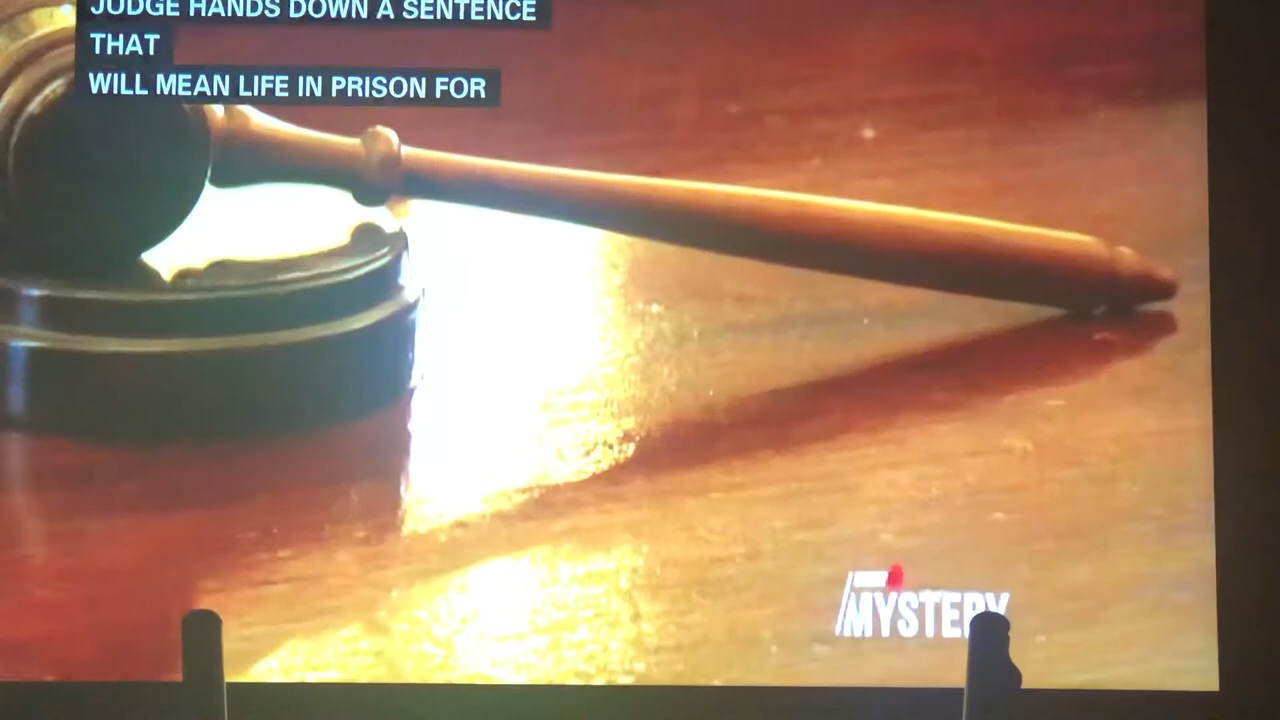 JUDGE HANDS DOWN A SENTENCE
THAT
WILL MEAN LIFE IN PRISON FOR
MYSTERY